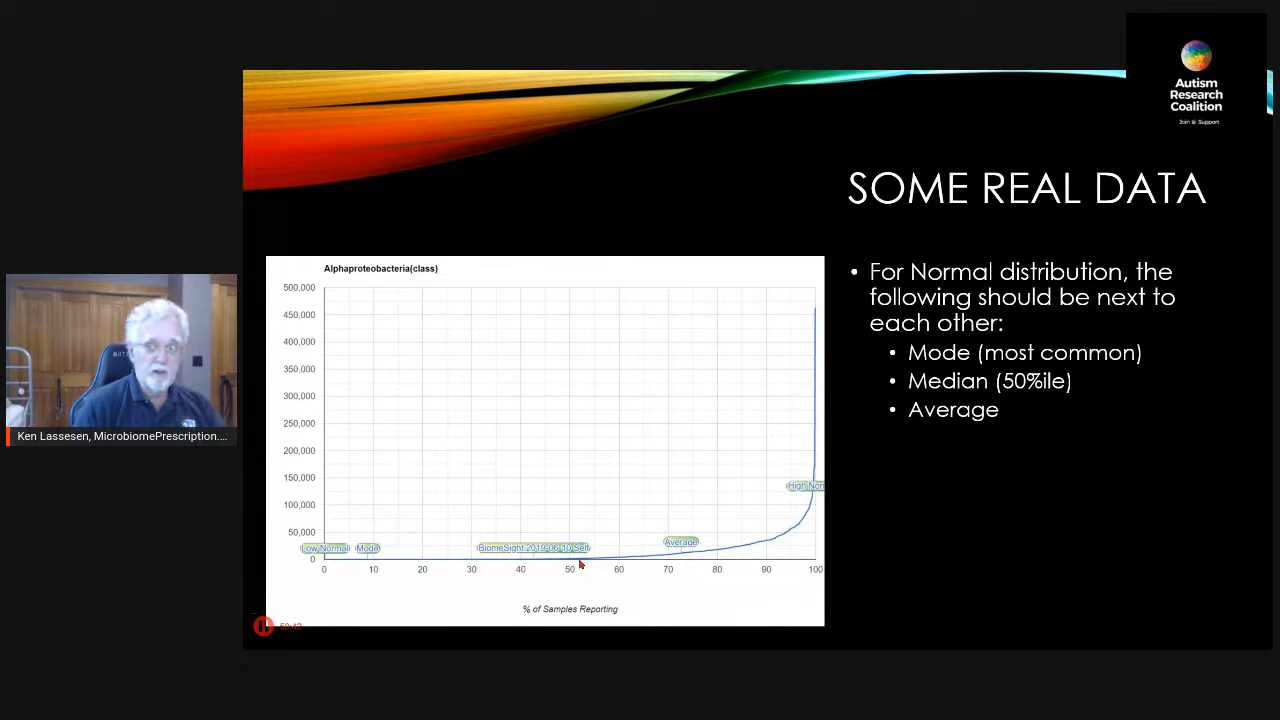 Autism
Research
Coalition
Join Support
SOME REAL DATA
Alphaproteobacteria(class)
500,000
450,000
400,000
350,000
300,000
250,000
200,000
150,000
100,000
50,000
0
Low Normal
Mode
BiomeSight:2019-06-10 Self
Average
High Nor
0 10 20 30 40 50 60 70 80 90 100
% of Samples Reporting
• For Normal distribution, the
following should be next to
each other:
• Mode (most common)
• Median (50%ile)
• Average
Ken Lassesen, MicrobiomePrescription....